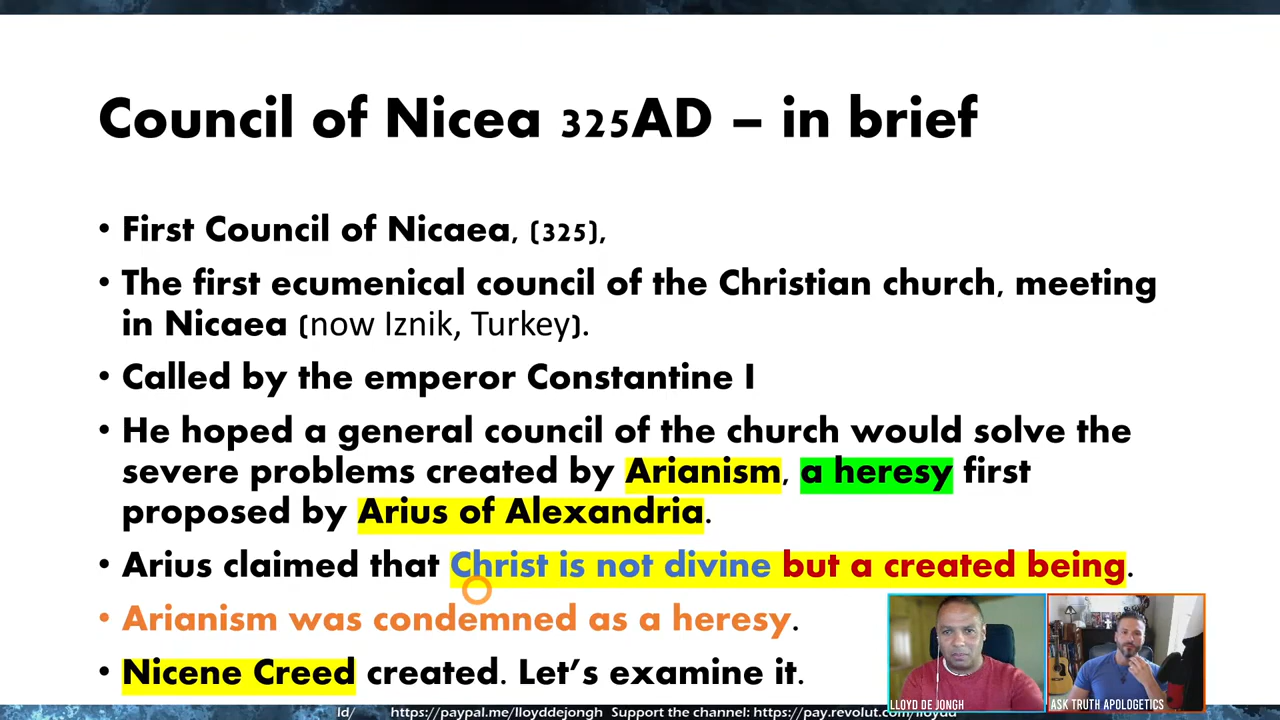 Council of Nicea 325AD – in brief
• First Council of Nicaea, (325),
• The first ecumenical council of the Christian church, meeting
in Nicaea (now Iznik, Turkey).
• Called by the emperor Constantine I
• He hoped a general council of the church would solve the
severe problems created by Arianism, a heresy first
proposed by Arius of Alexandria.
• Arius claimed that Christ is not divine but a created being.
• Arianism was condemned as a heresy.
• Nicene Creed created. Let’s examine it.
LLOYD DE JONGH
ASK TRUTH APOLOGETICS
ld/ https://paypal.me/lloyddejongh Support the channel: https://pay.revolut.com/lloydd